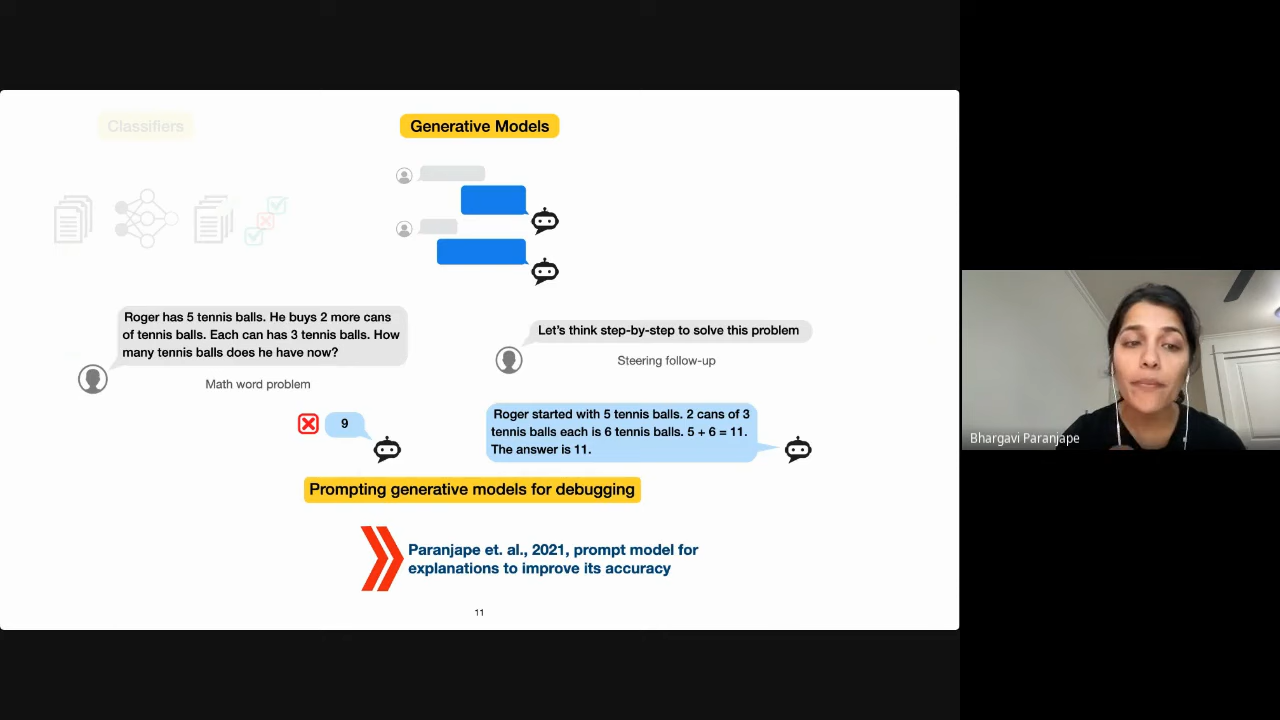 Classifiers
Generative Models
Roger has 5 tennis balls. He buys 2 more cans
of tennis balls. Each can has 3 tennis balls. How
many tennis balls does he have now?
Math word problem
Let's think step-by-step to solve this problem
Steering follow-up
9
Roger started with 5 tennis balls. 2 cans of 3
tennis balls each is 6 tennis balls. 5 + 6 = 11.
The answer is 11.
Prompting generative models for debugging
Paranjape et. al., 2021, prompt model for
explanations to improve its accuracy
11
Bhargavi Paranjape